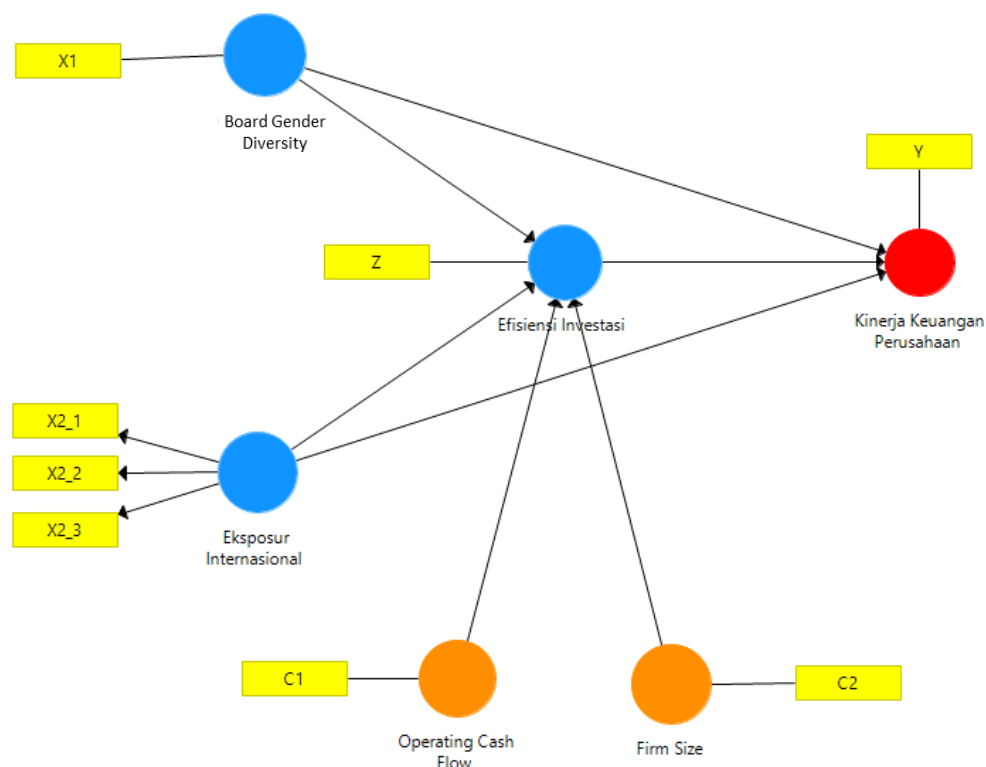 X1
Board Gender
Diversity
Y
Z
Efisiensi Investasi
Kinerja Keuangan
Perusahaan
X2_1
X2_2
X2_3
Eksposur
Internasional
C1
C2
Operating Cash
Flow
Firm Size